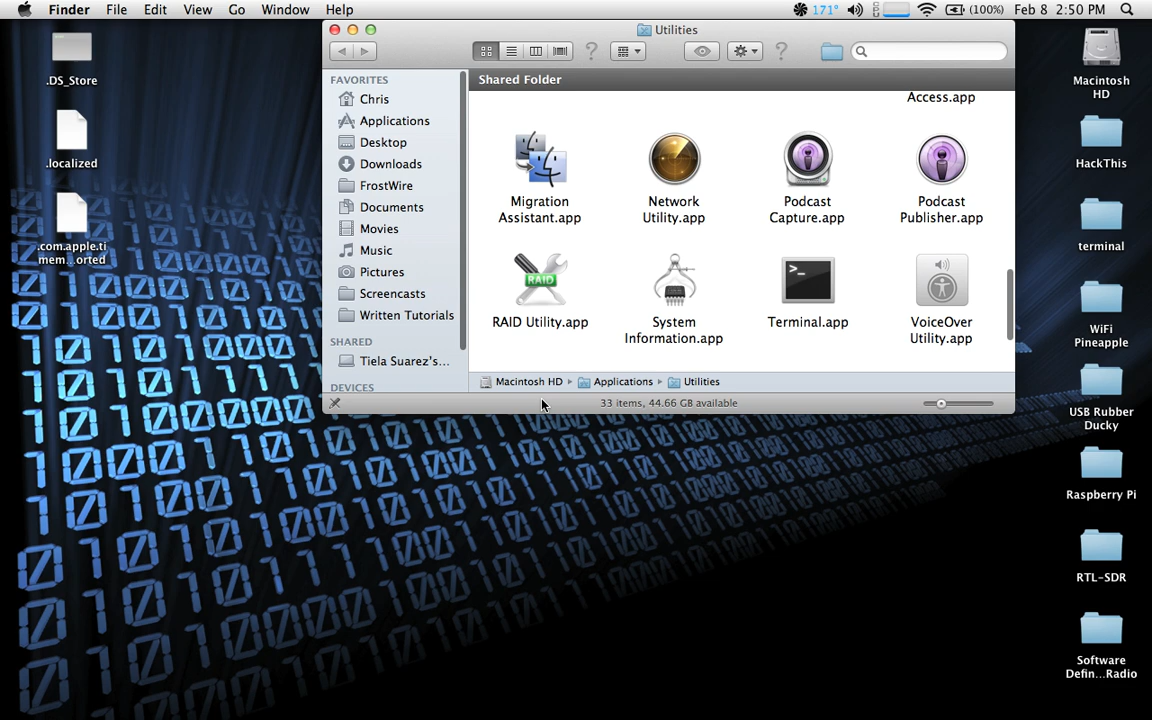 Finder File Edit View Go Window Help
171° (100%) Feb 8 2:50 PM
.DS_Store
.localized
.com.apple.ti
mem...orted
Utilities
FAVORITES
Chris
Applications
Desktop
Downloads
FrostWire
Documents
Movies
Music
Pictures
Screencasts
Written Tutorials
SHARED
Tiela Suarez's...
DEVICES
Shared Folder
Access.app
Migration
Assistant.app
Network
Utility.app
Podcast
Capture.app
Podcast
Publisher.app
RAID
RAID Utility.app
System
Information.app
>_
Terminal.app
VoiceOver
Utility.app
Macintosh HD Applications Utilities
33 items, 44.66 GB available
Macintosh
HD
HackThis
terminal
WiFi
Pineapple
USB Rubber
Ducky
Raspberry Pi
RTL-SDR
Software
Defin...Radio